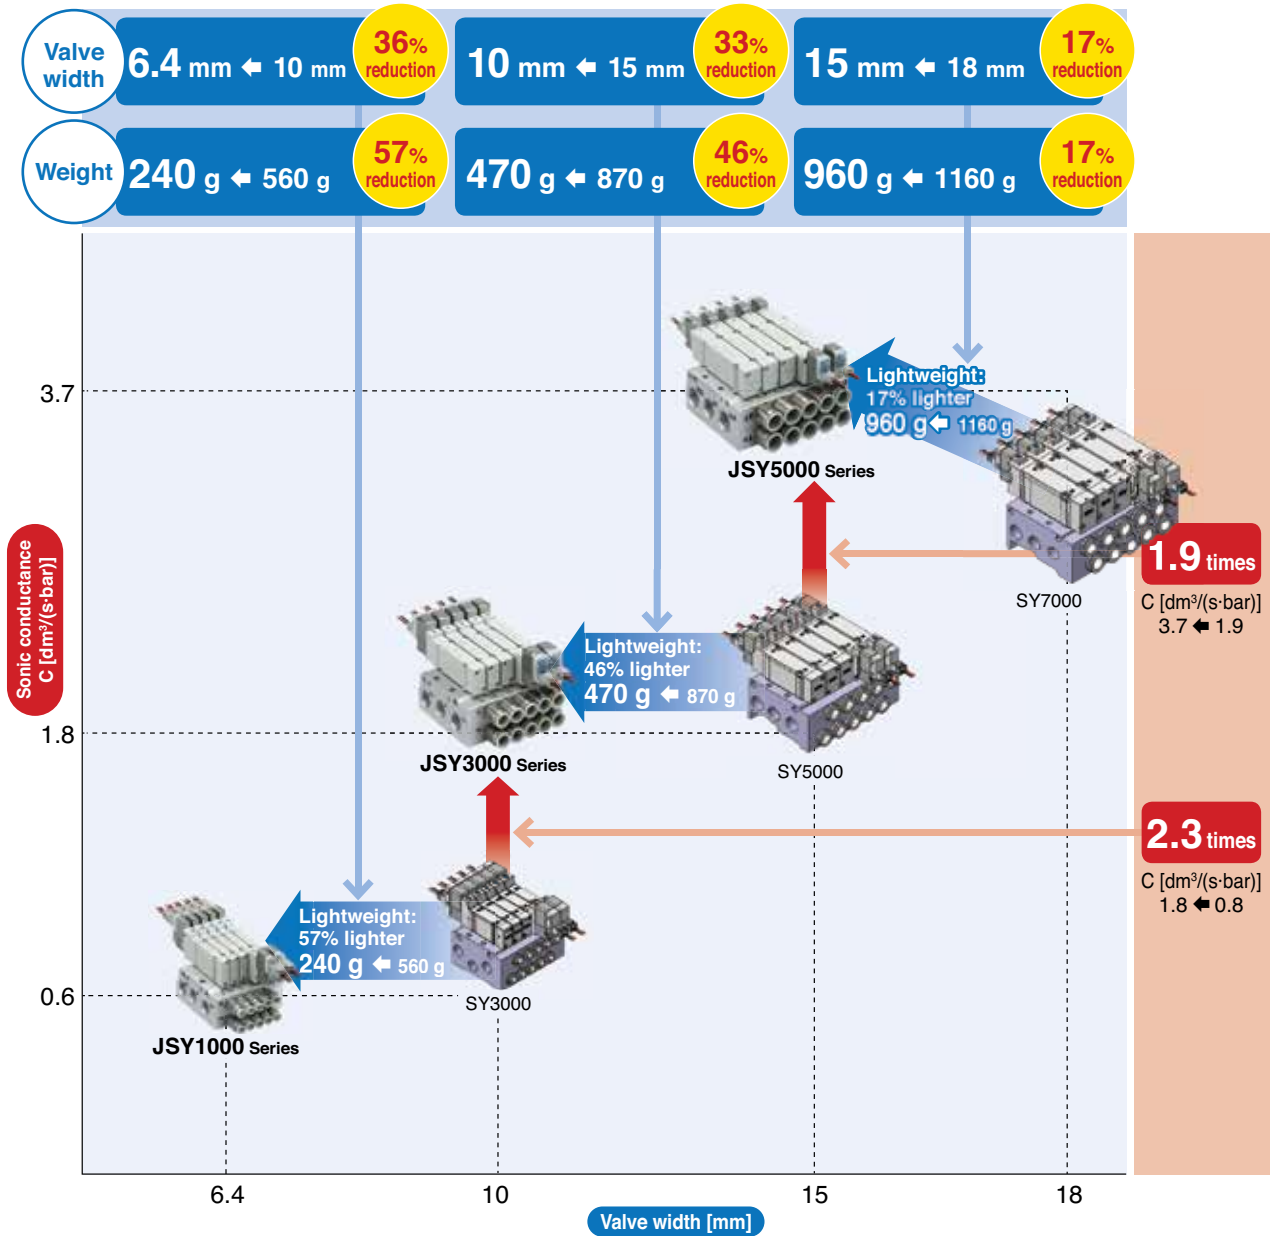 Valve
width
6.4 mm ← 10 mm
36%
reduction
10 mm ← 15 mm
33%
reduction
15 mm ← 18 mm
17%
reduction
Weight
240 g ← 560 g
57%
reduction
470 g ← 870 g
46%
reduction
960 g ← 1160 g
17%
reduction
Sonic conductance
C [dm³/(s·bar)]
3.7
1.8
0.6
Lightweight:
17% lighter
960 g ← 1160 g
JSY5000 Series
SY7000
1.9 times
C [dm³/(s·bar)]
3.7 ← 1.9
Lightweight:
46% lighter
470 g ← 870 g
JSY3000 Series
SY5000
2.3 times
C [dm³/(s·bar)]
1.8 ← 0.8
Lightweight:
57% lighter
240 g ← 560 g
SY3000
JSY1000 Series
6.4
10
15
18
Valve width [mm]